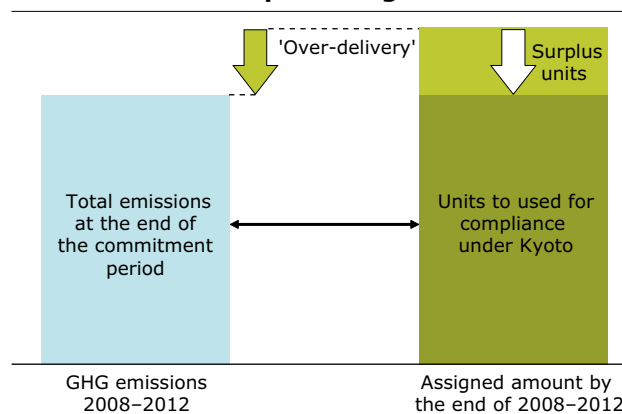 'Over-delivery'
Surplus
units
Total emissions
at the end of
the commitment
period
Units to used for
compliance
under Kyoto
GHG emissions
2008–2012
Assigned amount by
the end of 2008–2012